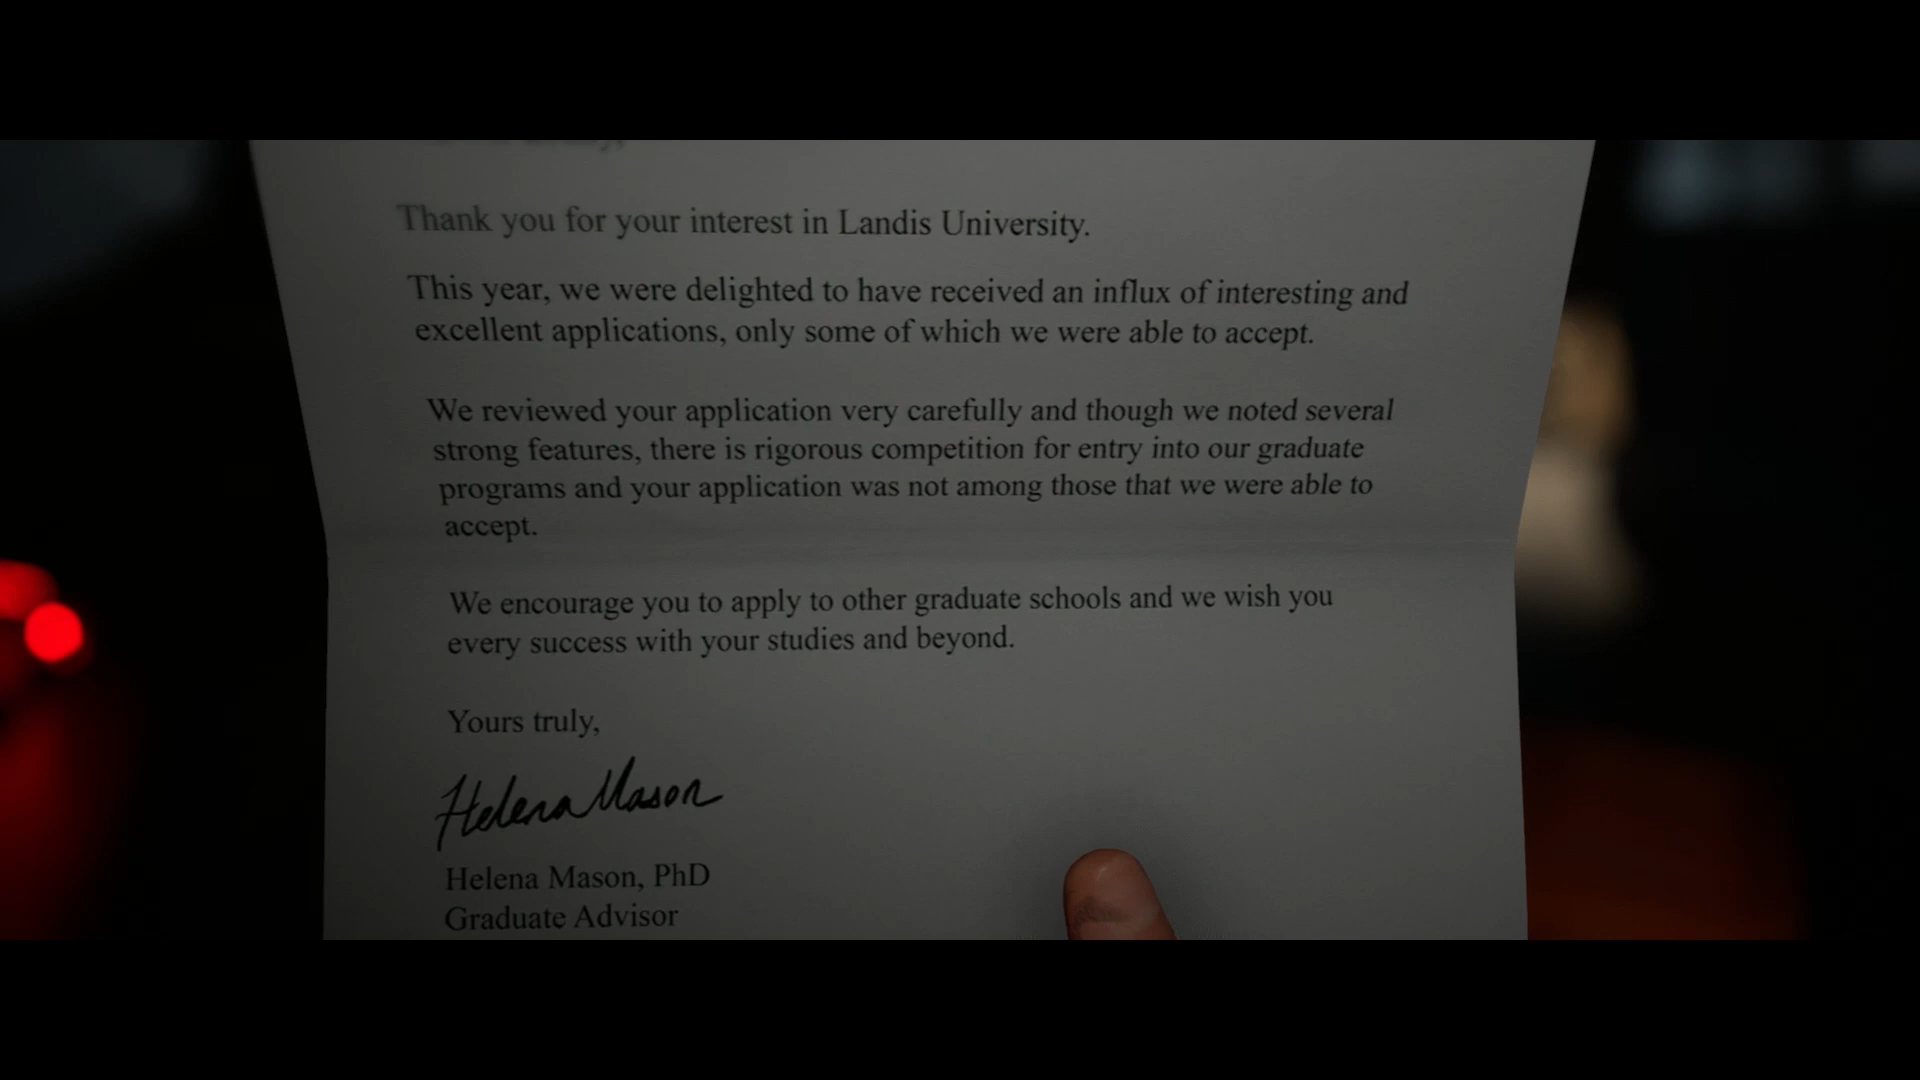 Thank you for your interest in Landis University.
This year, we were delighted to have received an influx of interesting and
excellent applications, only some of which we were able to accept.
We reviewed your application very carefully and though we noted several
strong features, there is rigorous competition for entry into our graduate
programs and your application was not among those that we were able to
accept.
We encourage you to apply to other graduate schools and we wish you
every success with your studies and beyond.
Yours truly,
Helena Mason
Helena Mason, PhD
Graduate Advisor